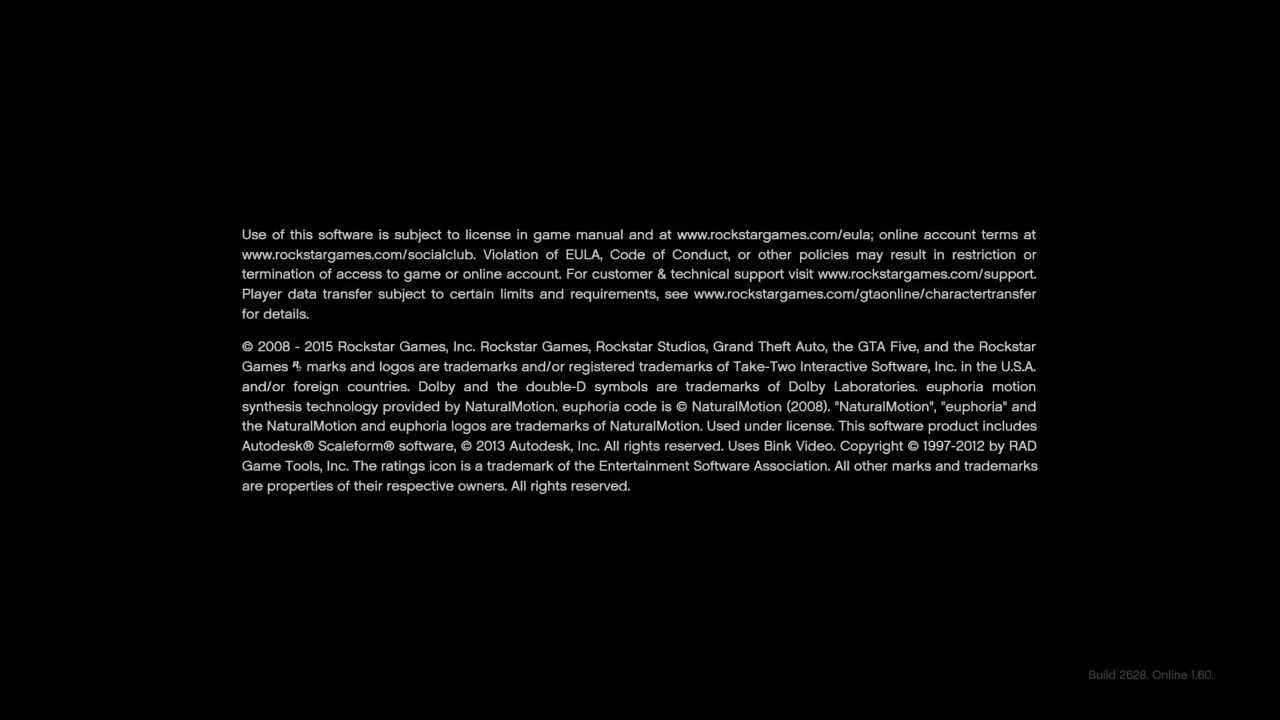 Use of this software is subject to license in game manual and at www.rockstargames.com/eula; online account terms at
www.rockstargames.com/socialclub. Violation of EULA, Code of Conduct, or other policies may result in restriction or
termination of access to game or online account. For customer & technical support visit www.rockstargames.com/support.
Player data transfer subject to certain limits and requirements, see www.rockstargames.com/gtaonline/charactertransfer
for details.
© 2008 - 2015 Rockstar Games, Inc. Rockstar Games, Rockstar Studios, Grand Theft Auto, the GTA Five, and the Rockstar
Games R* marks and logos are trademarks and/or registered trademarks of Take-Two Interactive Software, Inc. in the U.S.A.
and/or foreign countries. Dolby and the double-D symbols are trademarks of Dolby Laboratories. euphoria motion
synthesis technology provided by NaturalMotion. euphoria code is © NaturalMotion (2008). "NaturalMotion", "euphoria" and
the NaturalMotion and euphoria logos are trademarks of NaturalMotion. Used under license. This software product includes
Autodesk® Scaleform® software, © 2013 Autodesk, Inc. All rights reserved. Uses Bink Video. Copyright © 1997-2012 by RAD
Game Tools, Inc. The ratings icon is a trademark of the Entertainment Software Association. All other marks and trademarks
are properties of their respective owners. All rights reserved.
Build 2628. Online 1.60.